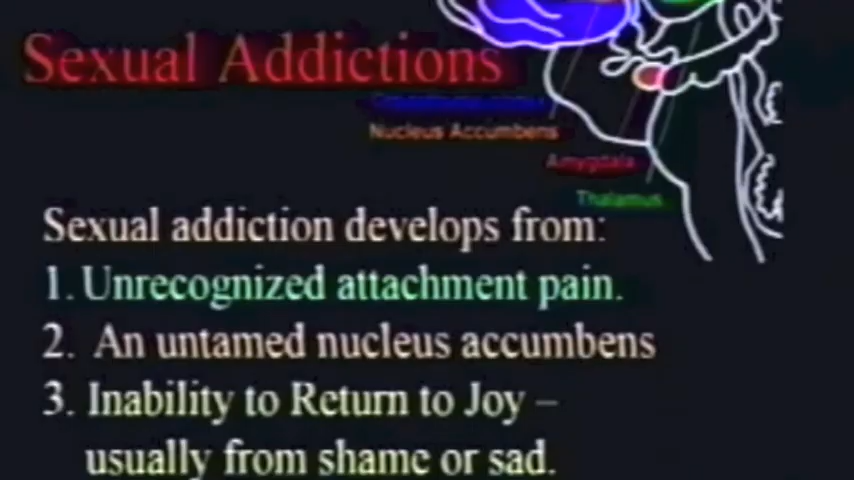 Sexual Addictions
Nucleus Accumbens
Amygdala
Thalamus
Sexual addiction develops from:
1. Unrecognized attachment pain.
2. An untamed nucleus accumbens
3. Inability to Return to Joy –
usually from shame or sad.